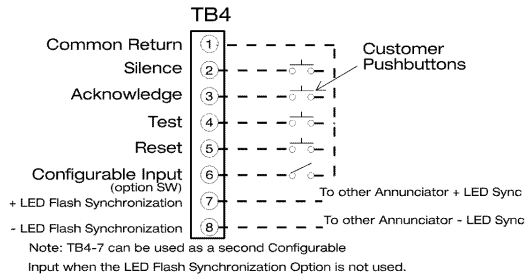 TB4
Common Return 1
Silence 2
Acknowledge 3
Test 4
Reset 5
Configurable Input 6
(option SW)
+ LED Flash Synchronization 7
- LED Flash Synchronization 8
Customer
Pushbuttons
To other Annunciator + LED Sync
To other Annunciator - LED Sync
Note: TB4-7 can be used as a second Configurable
Input when the LED Flash Synchronization Option is not used.